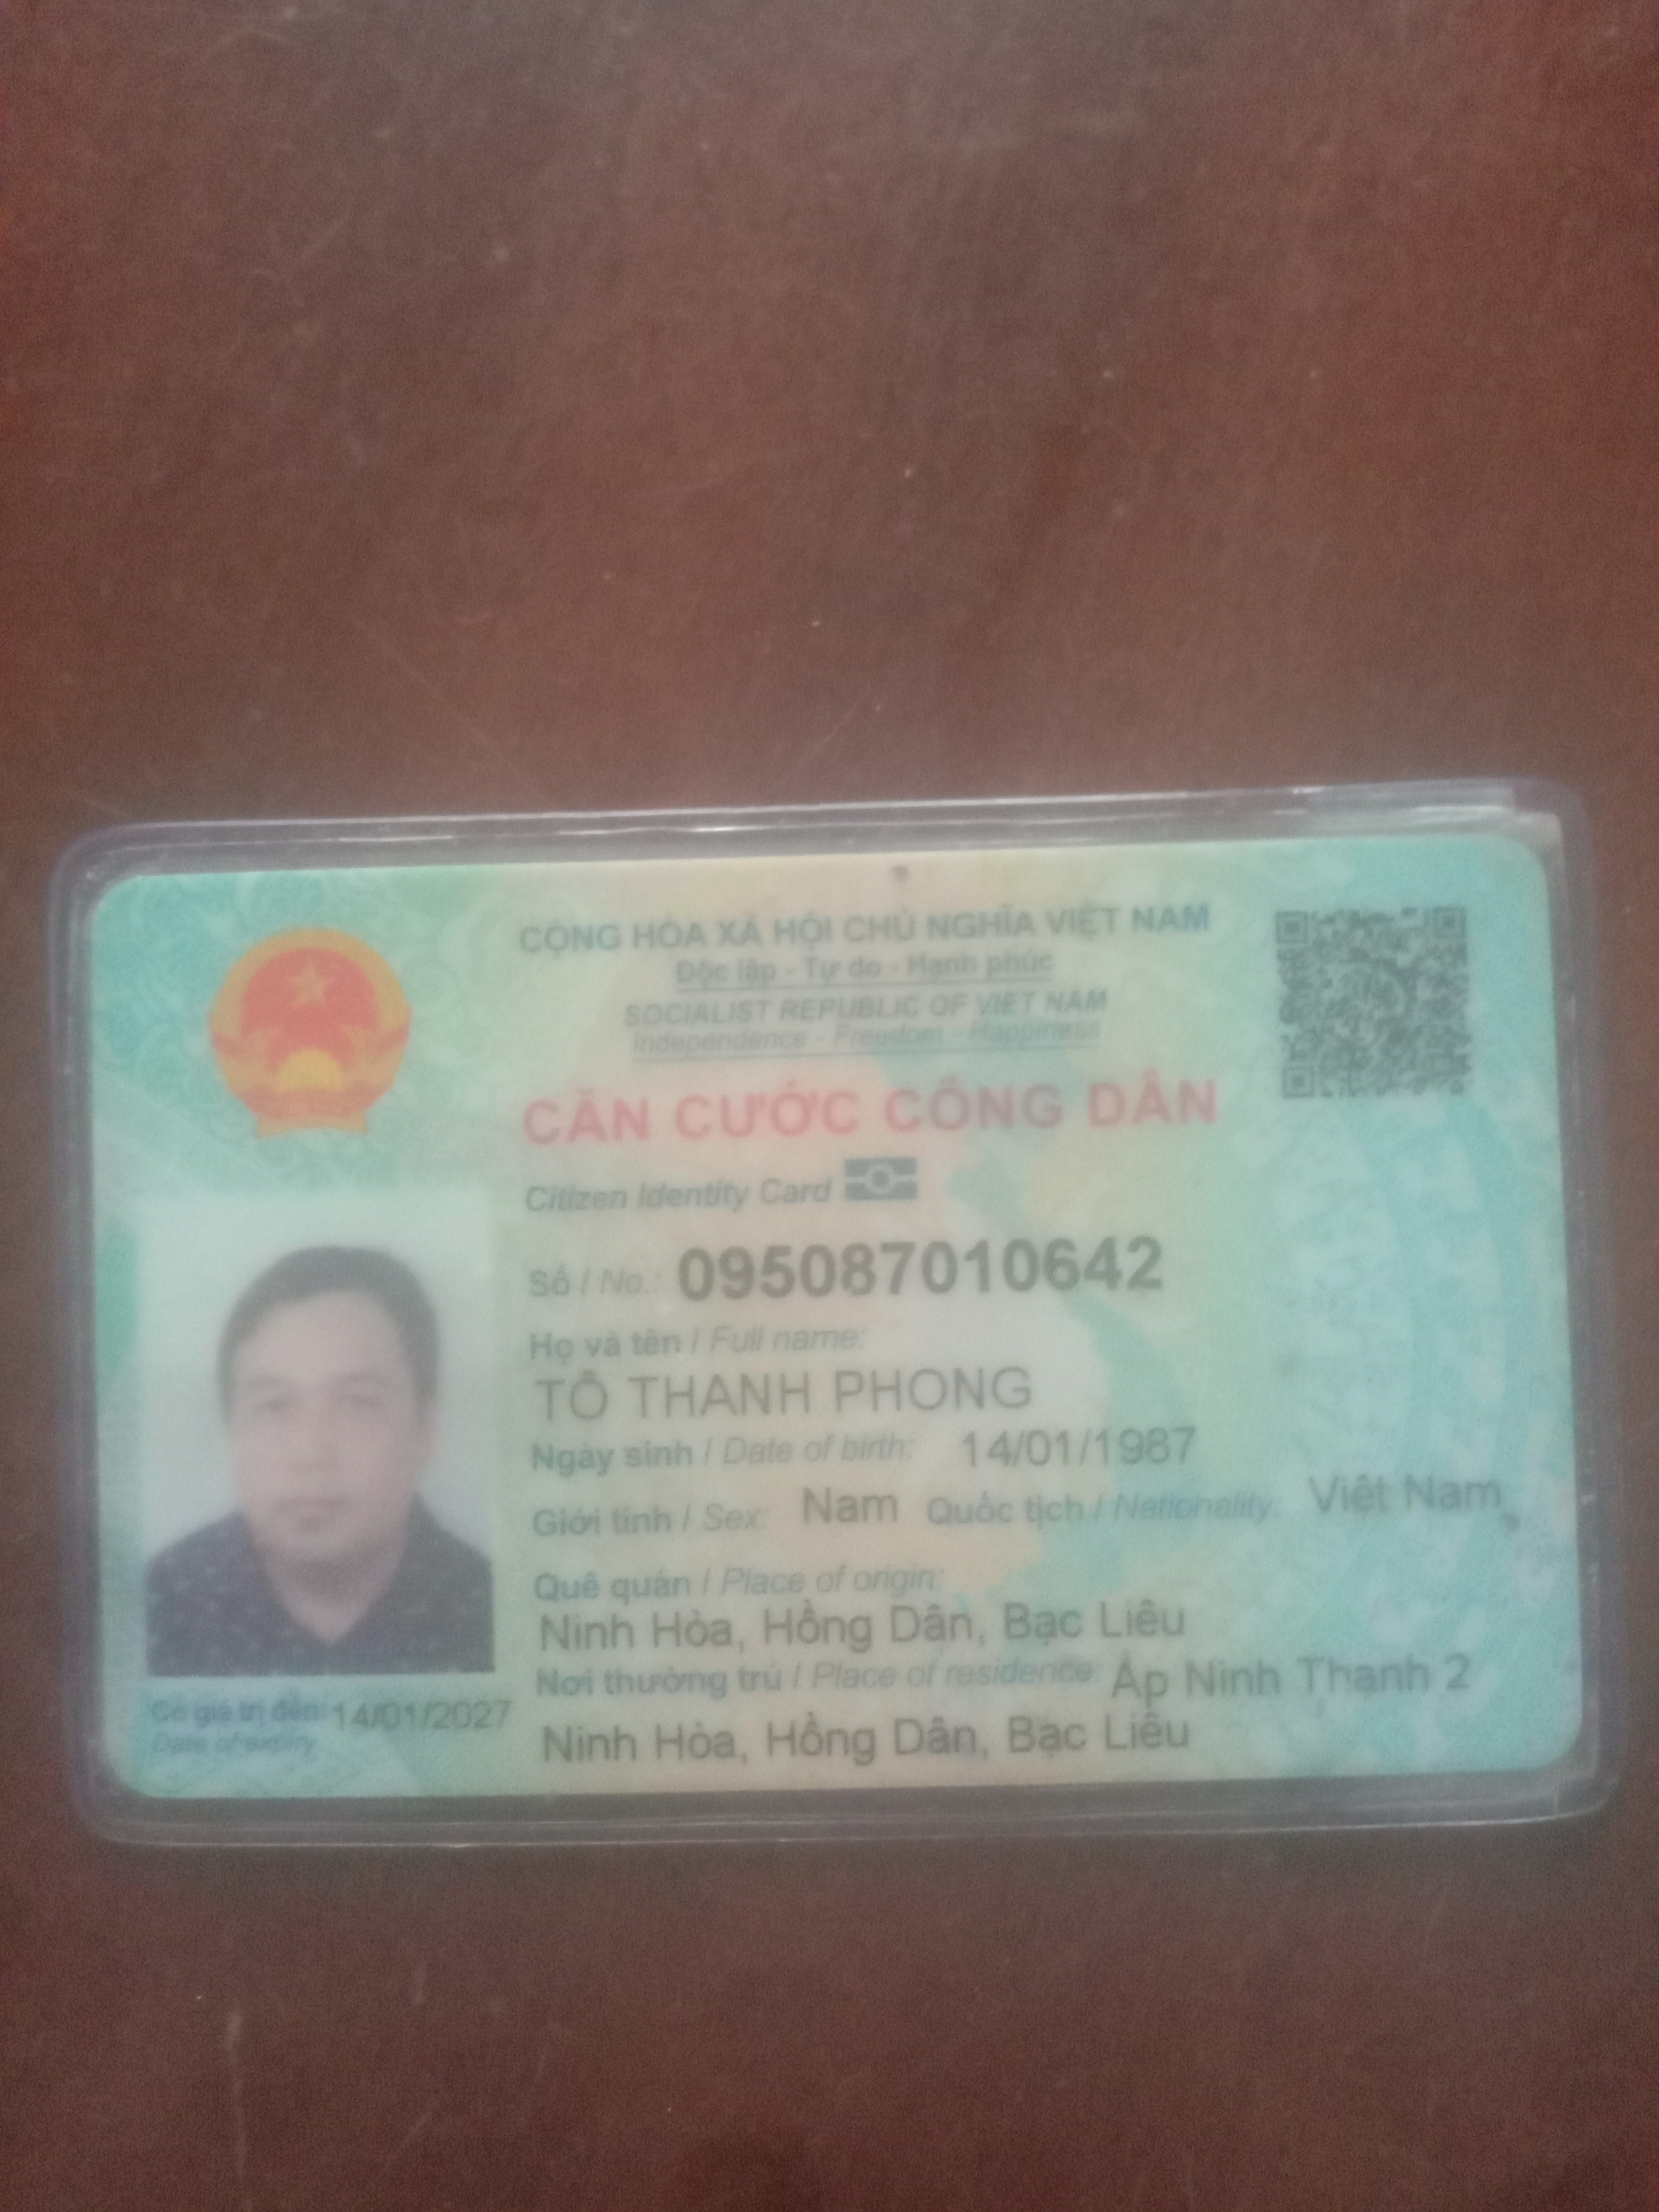 CỘNG HÒA XÃ HỘI CHỦ NGHĨA VIỆT NAM
Độc lập - Tự do - Hạnh phúc
SOCIALIST REPUBLIC OF VIET NAM
Independence - Freedom - Happiness
CĂN CƯỚC CÔNG DÂN
Citizen Identity Card
Số / No.: 095087010642
Họ và tên / Full name:
TÔ THANH PHONG
Ngày sinh / Date of birth: 14/01/1987
Giới tính / Sex: Nam Quốc tịch / Nationality: Việt Nam
Quê quán / Place of origin:
Ninh Hòa, Hồng Dân, Bạc Liêu
Nơi thường trú / Place of residence: Ấp Ninh Thạnh 2
Ninh Hòa, Hồng Dân, Bạc Liêu
Có giá trị đến: 14/01/2027
Date of expiry